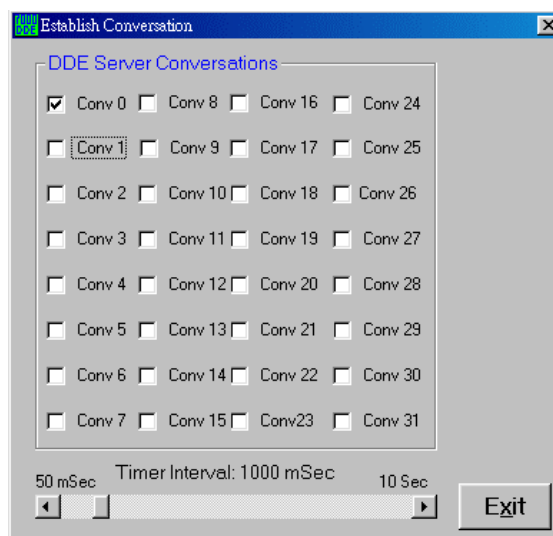 DDE Establish Conversation
DDE Server Conversations
Conv 0 Conv 8 Conv 16 Conv 24
Conv 1 Conv 9 Conv 17 Conv 25
Conv 2 Conv 10 Conv 18 Conv 26
Conv 3 Conv 11 Conv 19 Conv 27
Conv 4 Conv 12 Conv 20 Conv 28
Conv 5 Conv 13 Conv 21 Conv 29
Conv 6 Conv 14 Conv 22 Conv 30
Conv 7 Conv 15 Conv23 Conv 31
50 mSec Timer Interval: 1000 mSec 10 Sec
Exit